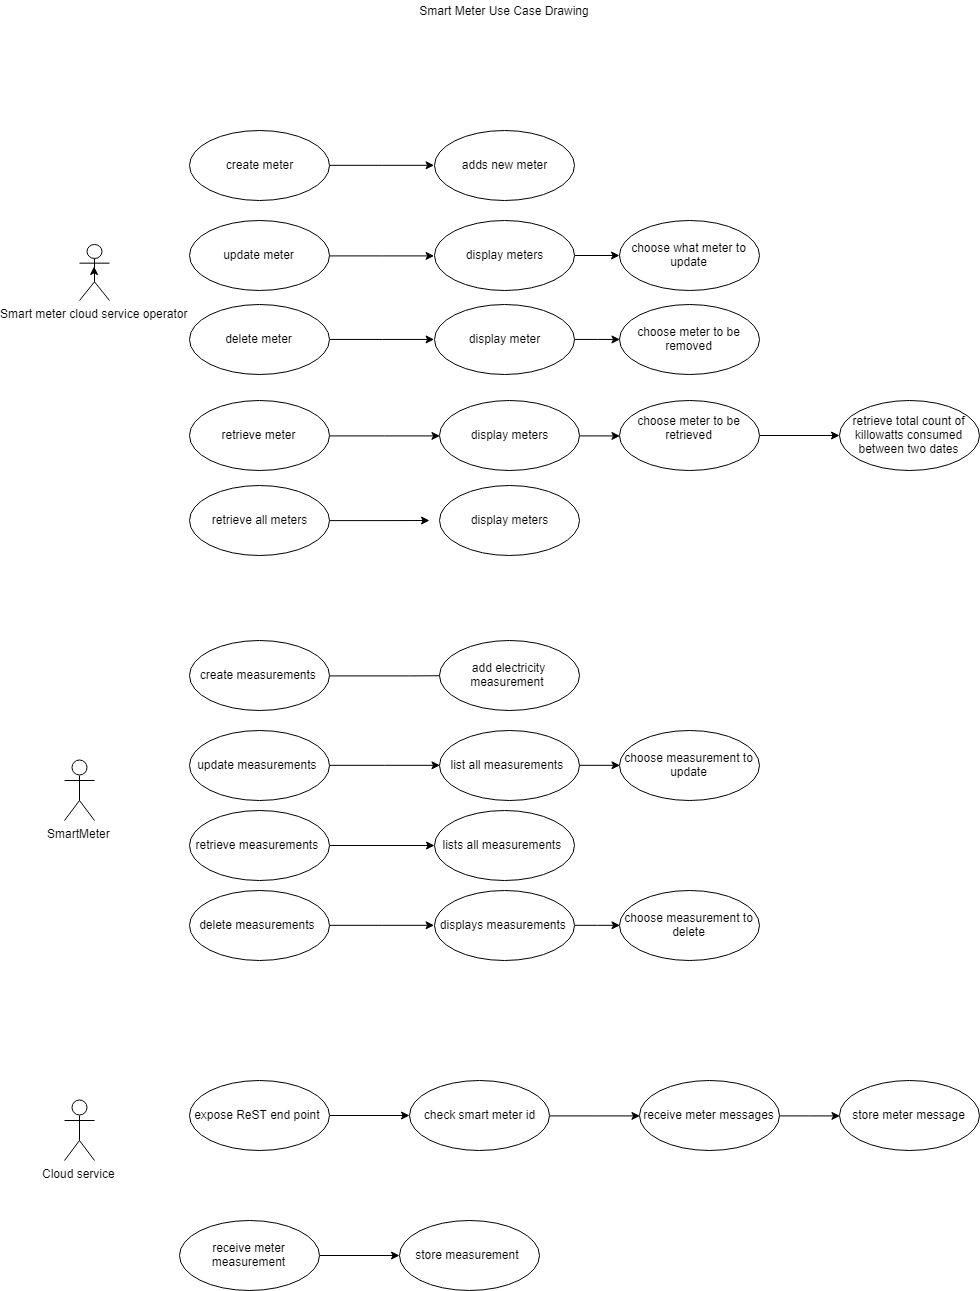 Smart Meter Use Case Drawing
create meter
adds new meter
update meter
display meters
choose what meter to
update
Smart meter cloud service operator
delete meter
display meter
choose meter to be
removed
retrieve meter
display meters
choose meter to be
retrieved
retrieve total count of
killowatts consumed
between two dates
retrieve all meters
display meters
create measurements
add electricity
measurement
update measurements
list all measurements
choose measurement to
update
SmartMeter
retrieve measurements
lists all measurements
delete measurements
displays measurements
choose measurement to
delete
expose ReST end point
check smart meter id
receive meter messages
store meter message
Cloud service
receive meter
measurement
store measurement